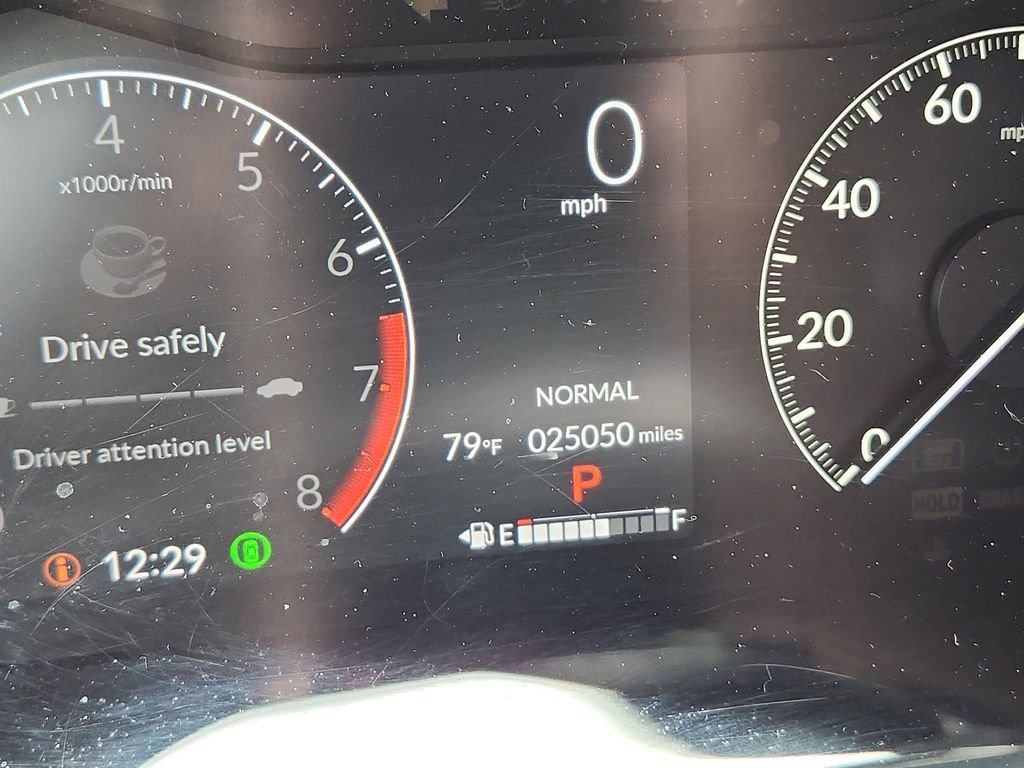 4
x1000r/min
5
6
7
8
Drive safely
Driver attention level
12:29
0
mph
NORMAL
79°F 025050 miles
P
E F
60
40
20
0
HOLD